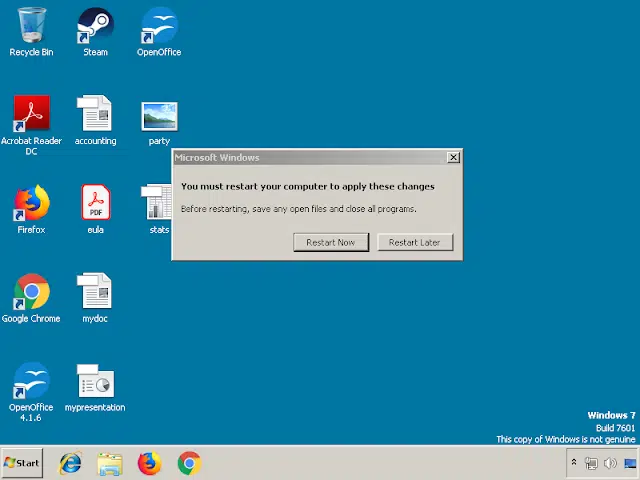 Recycle Bin
Steam
OpenOffice
Acrobat Reader
DC
accounting
party
Firefox
PDF
eula
stats
Google Chrome
mydoc
OpenOffice
4.1.6
mypresentation
Microsoft Windows
You must restart your computer to apply these changes
Before restarting, save any open files and close all programs.
Restart Now
Restart Later
Windows 7
Build 7601
This copy of Windows is not genuine
Start